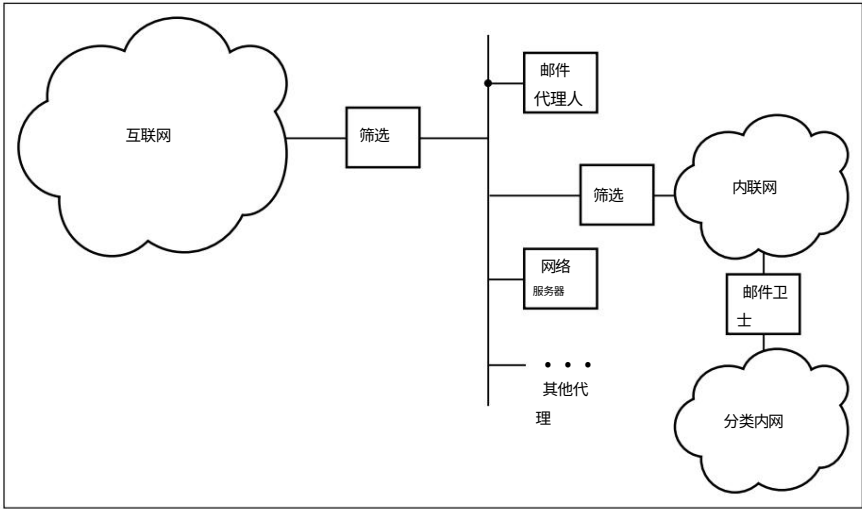 互联网
筛选
邮件
代理人
筛选
内联网
网络
服务器
邮件卫
士
其他代
理
分类内网